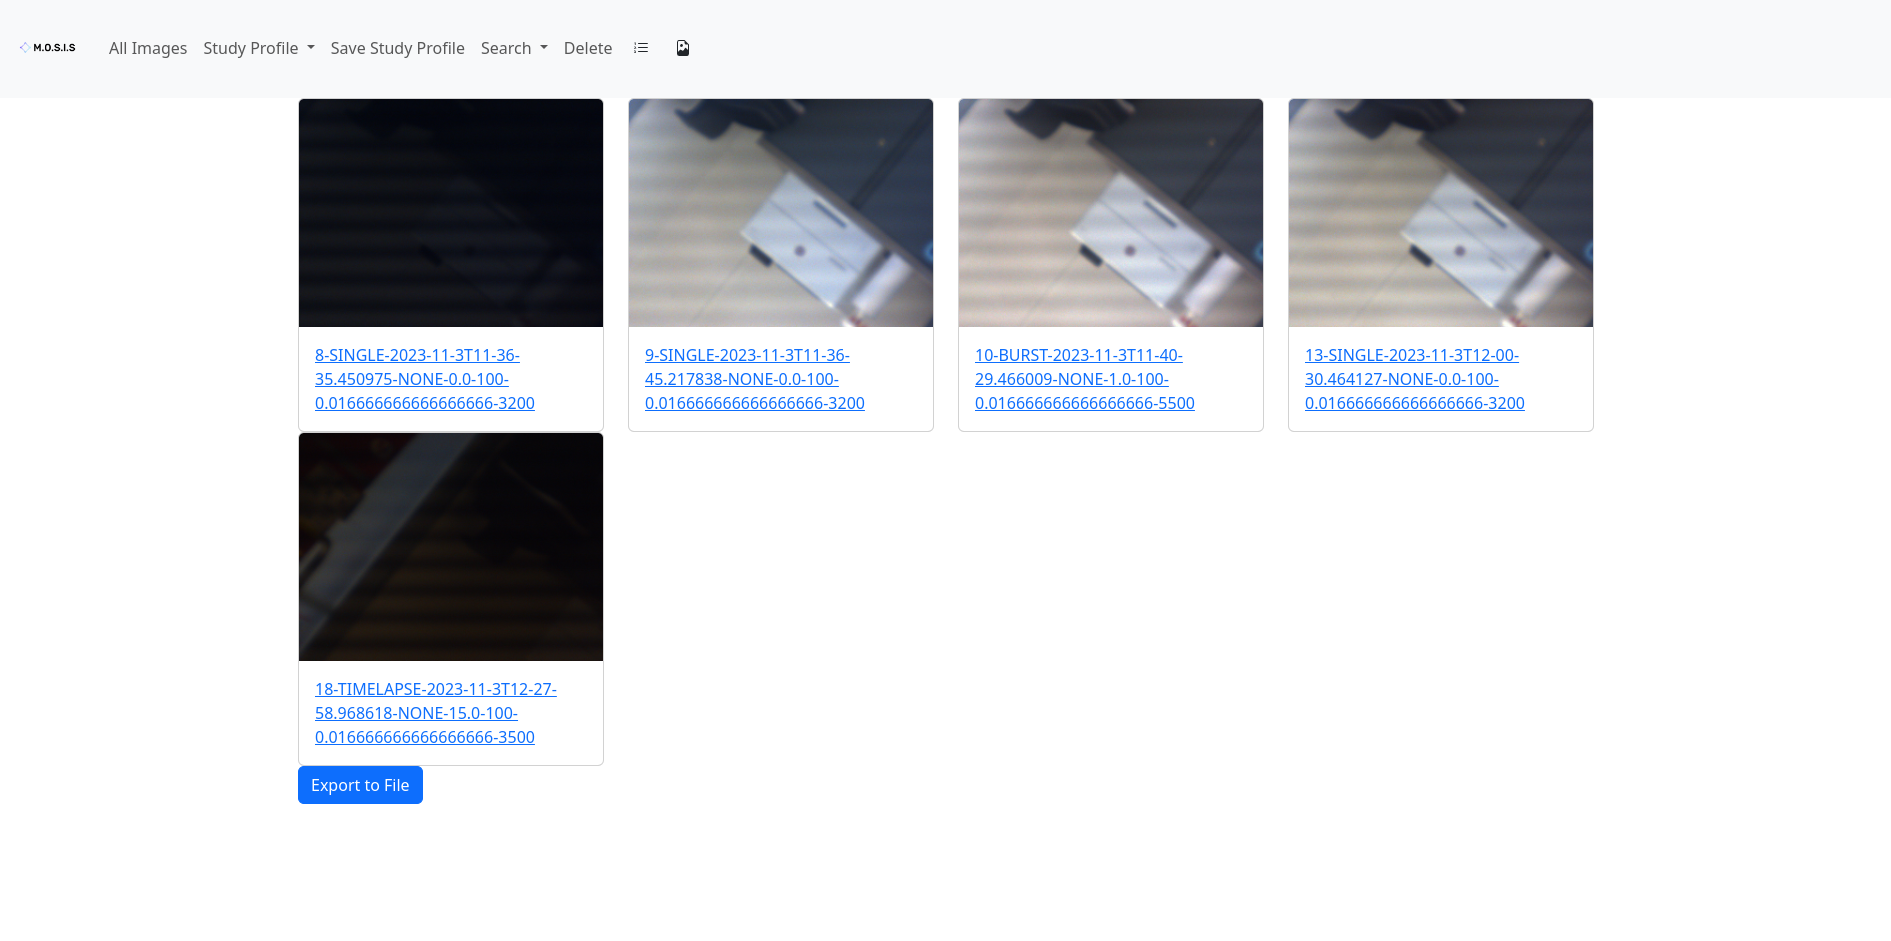 M.O.S.I.S All Images Study Profile Save Study Profile Search Delete
8-SINGLE-2023-11-3T11-36-
35.450975-NONE-0.0-100-
0.016666666666666666-3200
9-SINGLE-2023-11-3T11-36-
45.217838-NONE-0.0-100-
0.016666666666666666-3200
10-BURST-2023-11-3T11-40-
29.466009-NONE-1.0-100-
0.016666666666666666-5500
13-SINGLE-2023-11-3T12-00-
30.464127-NONE-0.0-100-
0.016666666666666666-3200
18-TIMELAPSE-2023-11-3T12-27-
58.968618-NONE-15.0-100-
0.016666666666666666-3500
Export to File